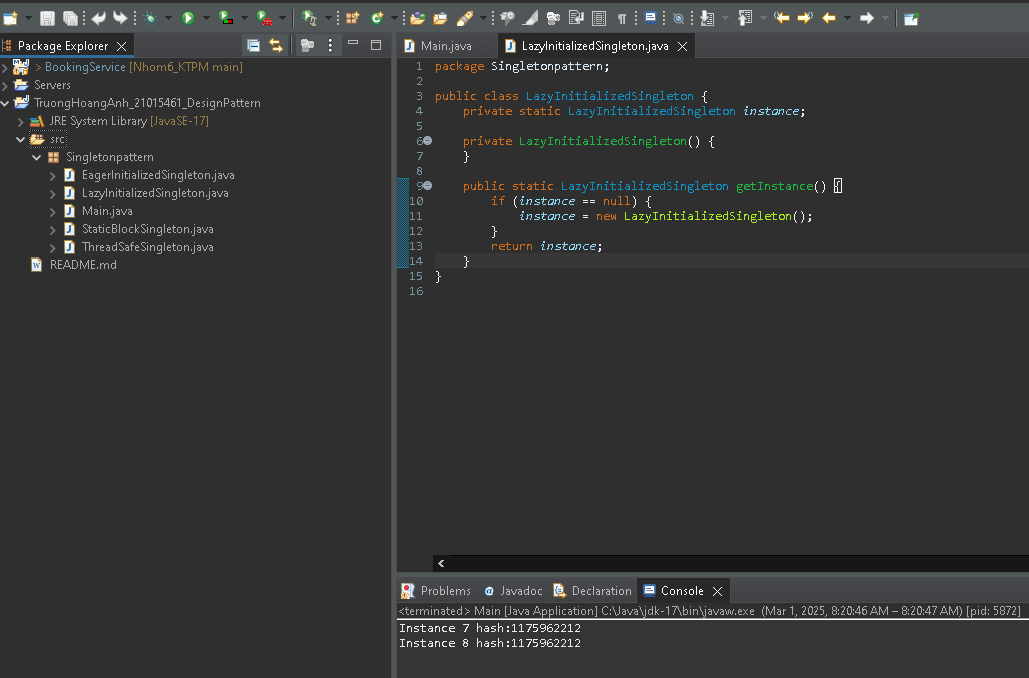 Package Explorer
> BookingService [Nhom6_KTPM main]
Servers
TruongHoangAnh_21015461_DesignPattern
JRE System Library [JavaSE-17]
src
Singletonpattern
EagerInitializedSingleton.java
LazyInitializedSingleton.java
Main.java
StaticBlockSingleton.java
ThreadSafeSingleton.java
README.md
Main.java LazyInitializedSingleton.java
1 package Singletonpattern;
2
3 public class LazyInitializedSingleton {
4 private static LazyInitializedSingleton instance;
5
6 private LazyInitializedSingleton() {
7 }
8
9 public static LazyInitializedSingleton getInstance() {
10 if (instance == null) {
11 instance = new LazyInitializedSingleton();
12 }
13 return instance;
14 }
15 }
16
Problems @ Javadoc Declaration Console
<terminated> Main [Java Application] C:\Java\jdk-17\bin\javaw.exe (Mar 1, 2025, 8:20:46 AM – 8:20:47 AM) [pid: 5872]
Instance 7 hash:1175962212
Instance 8 hash:1175962212